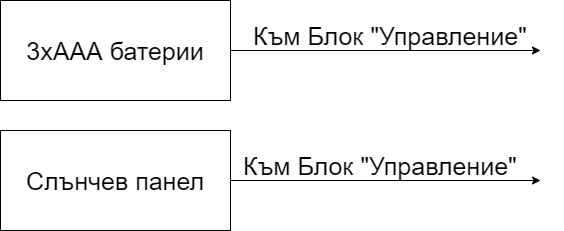 3xAAA батерии
Към Блок "Управление"
Слънчев панел
Към Блок "Управление"